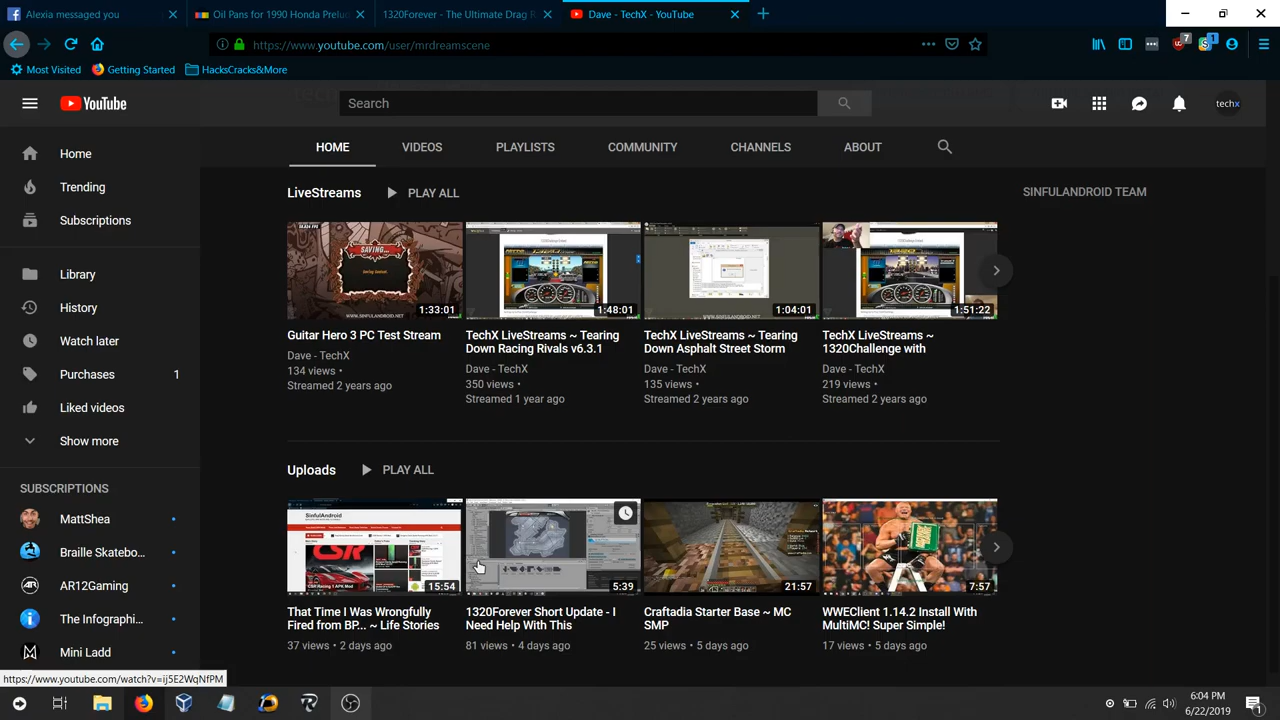 Alexia messaged you
Oil Pans for 1990 Honda Prelud
1320Forever - The Ultimate Drag R
Dave - TechX - YouTube
https://www.youtube.com/user/mrdreamscene
7
1
Most Visited
Getting Started
HacksCracks&More
YouTube
Search
techx
HOME
VIDEOS
PLAYLISTS
COMMUNITY
CHANNELS
ABOUT
Home
Trending
Subscriptions
Library
History
Watch later
Purchases
1
Liked videos
Show more
SUBSCRIPTIONS
MattShea
Braille Skatebo...
AR12Gaming
The Infographi...
Mini Ladd
LiveStreams
PLAY ALL
SINFULANDROID TEAM
SAVING...
1:33:01
1:48:01
WWW.SINFULANDROID.NET
1:04:01
1:51:22
Guitar Hero 3 PC Test Stream
Dave - TechX
134 views •
Streamed 2 years ago
TechX LiveStreams ~ Tearing
Down Racing Rivals v6.3.1
Dave - TechX
350 views •
Streamed 1 year ago
TechX LiveStreams ~ Tearing
Down Asphalt Street Storm
Dave - TechX
135 views •
Streamed 2 years ago
TechX LiveStreams ~
1320Challenge with
Dave - TechX
219 views •
Streamed 2 years ago
Uploads
PLAY ALL
SinfulAndroid
CSR
15:54
5:39
21:57
7:57
That Time I Was Wrongfully
Fired from BP... ~ Life Stories
37 views • 2 days ago
1320Forever Short Update - I
Need Help With This
81 views • 4 days ago
Craftadia Starter Base ~ MC
SMP
25 views • 5 days ago
WWEClient 1.14.2 Install With
MultiMC! Super Simple!
17 views • 5 days ago
https://www.youtube.com/watch?v=ij5E2WqNfPM
6:04 PM
6/22/2019
1